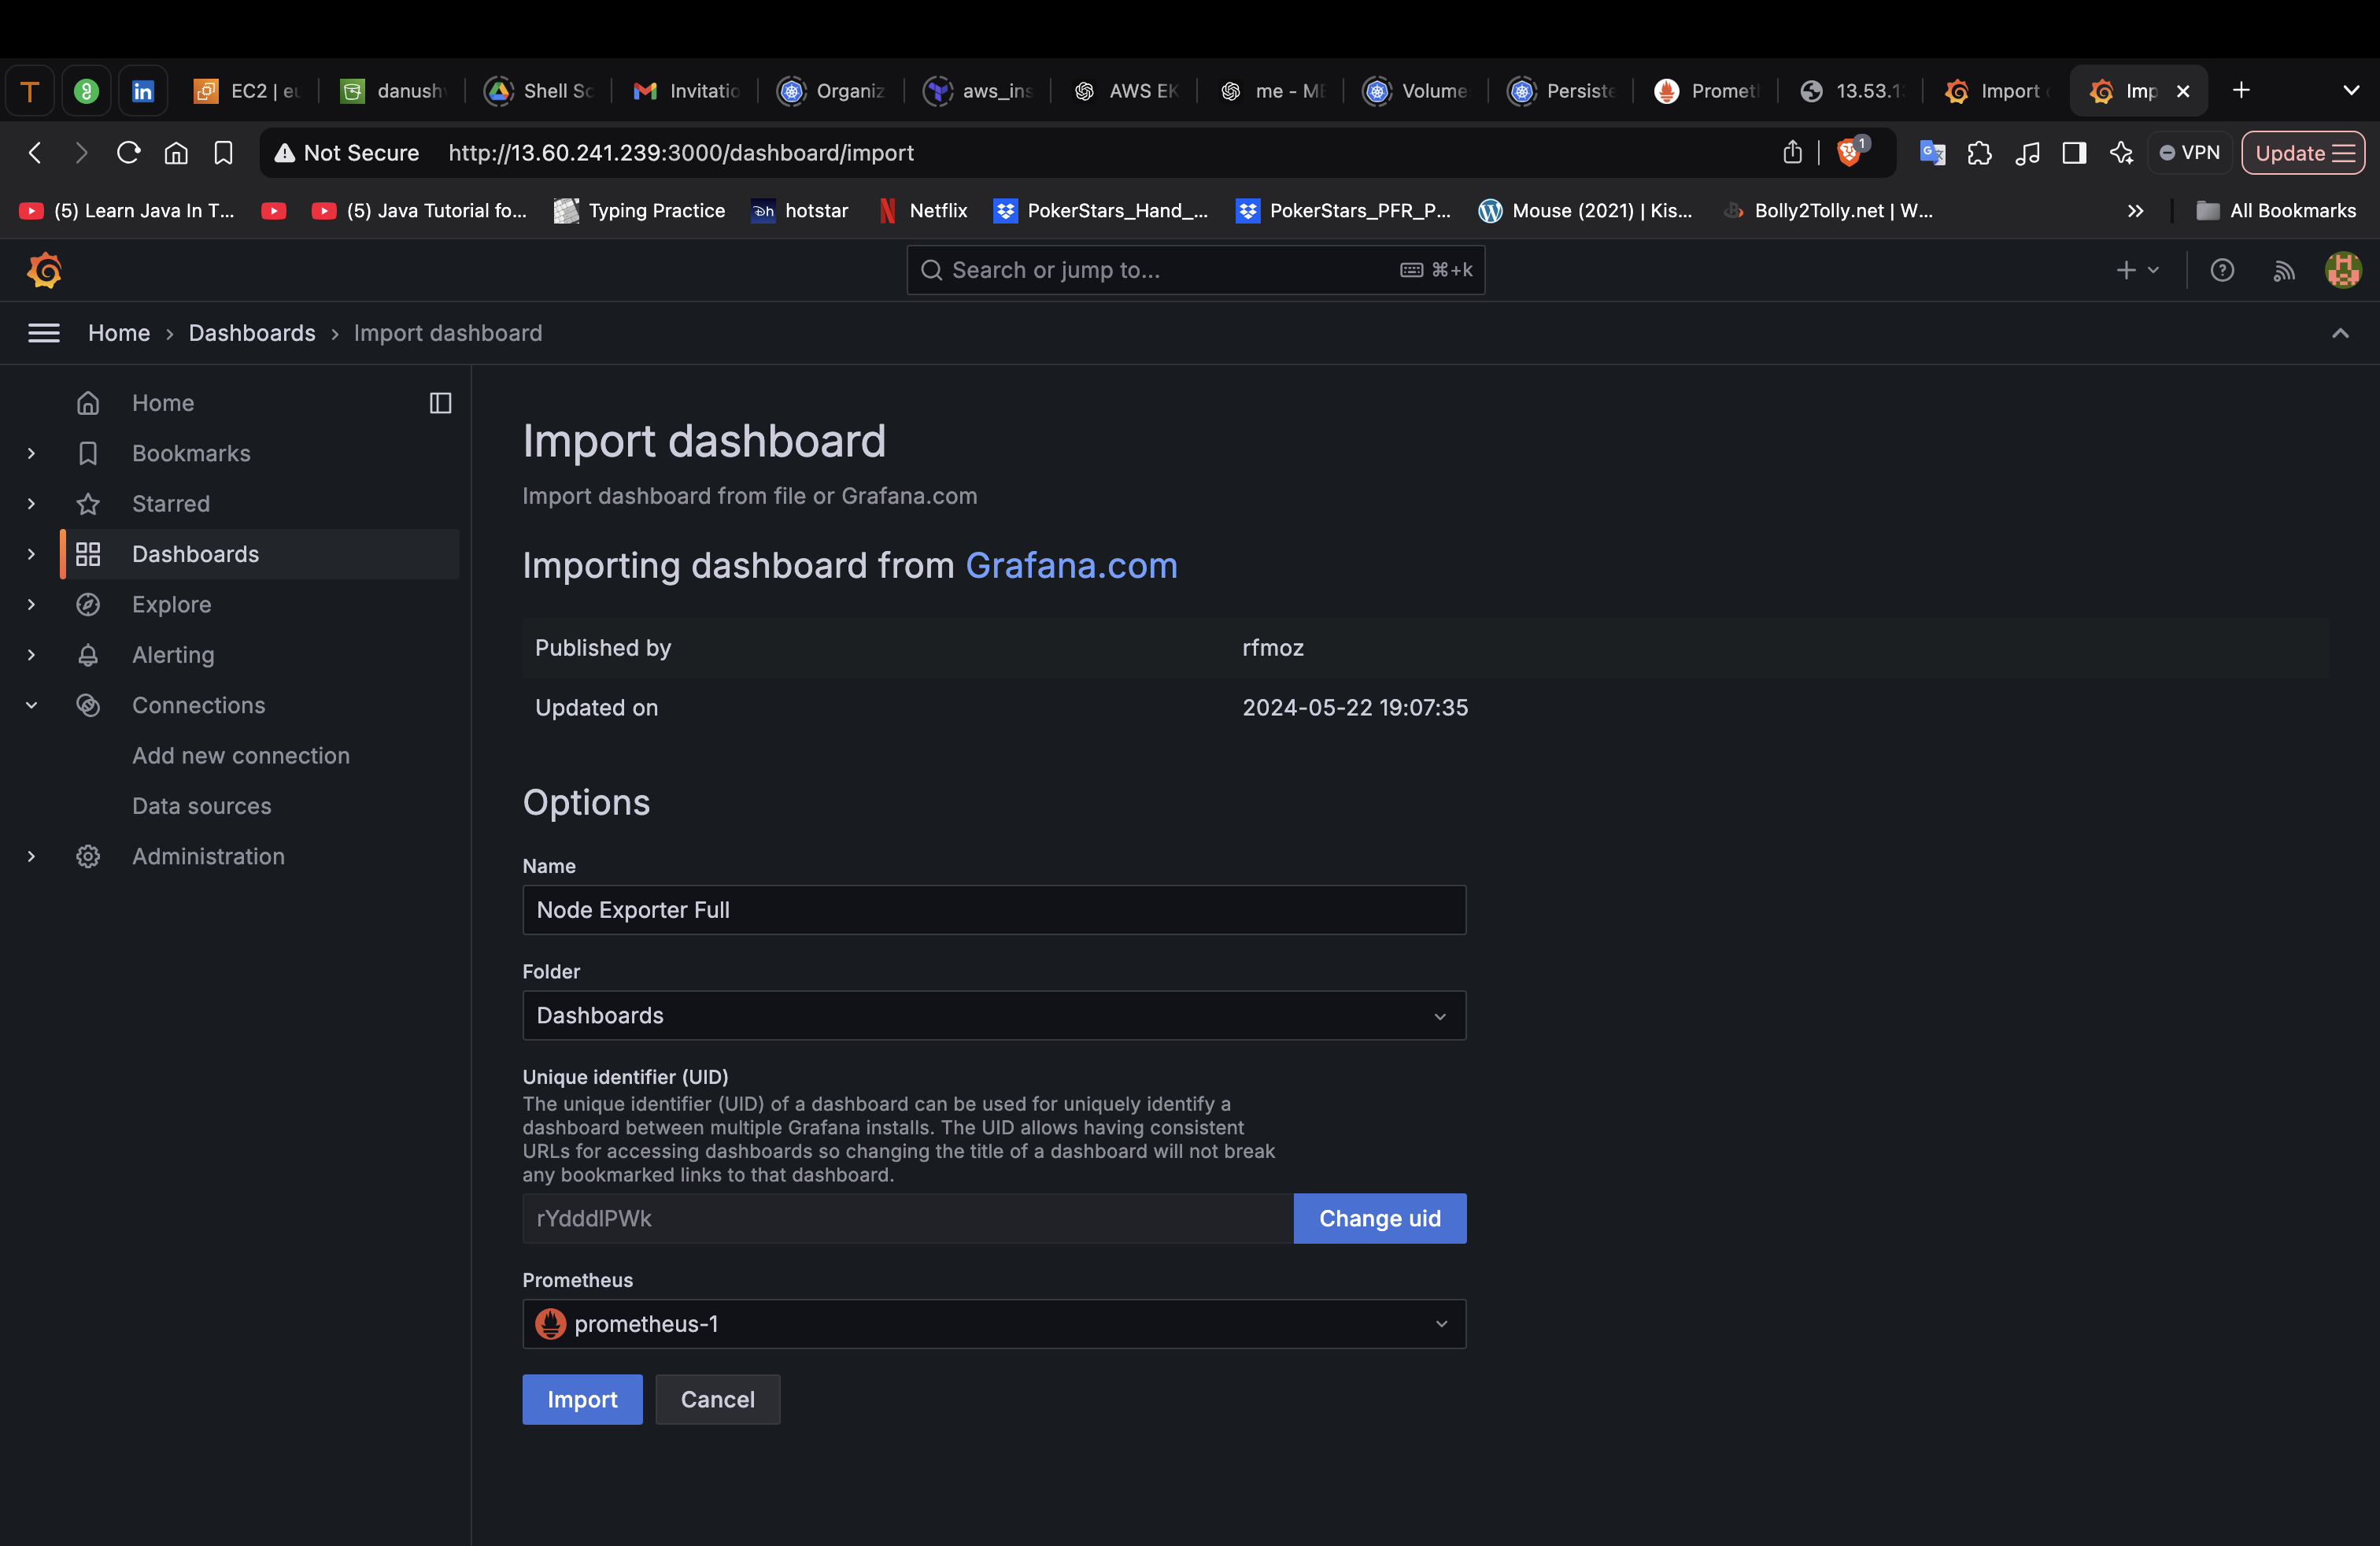 EC2 | eu
danush
Shell Sc
Invitatio
Organiz
aws_ins
AWS EK
me - ME
Volume
Persiste
Promet
13.53.1
Import
Imp
Not Secure
http://13.60.241.239:3000/dashboard/import
1
VPN
Update
(5) Learn Java In T...
(5) Java Tutorial fo...
Typing Practice
hotstar
Netflix
PokerStars_Hand_...
PokerStars_PFR_P...
Mouse (2021) | Kis...
Bolly2Tolly.net | W...
All Bookmarks
Search or jump to...
⌘+k
Home › Dashboards › Import dashboard
Home
Bookmarks
Starred
Dashboards
Explore
Alerting
Connections
Add new connection
Data sources
Administration
Import dashboard
Import dashboard from file or Grafana.com
Importing dashboard from Grafana.com
Published by rfmoz
Updated on 2024-05-22 19:07:35
Options
Name
Node Exporter Full
Folder
Dashboards
Unique identifier (UID)
The unique identifier (UID) of a dashboard can be used for uniquely identify a
dashboard between multiple Grafana installs. The UID allows having consistent
URLs for accessing dashboards so changing the title of a dashboard will not break
any bookmarked links to that dashboard.
rYdddlPWk
Change uid
Prometheus
prometheus-1
Import
Cancel